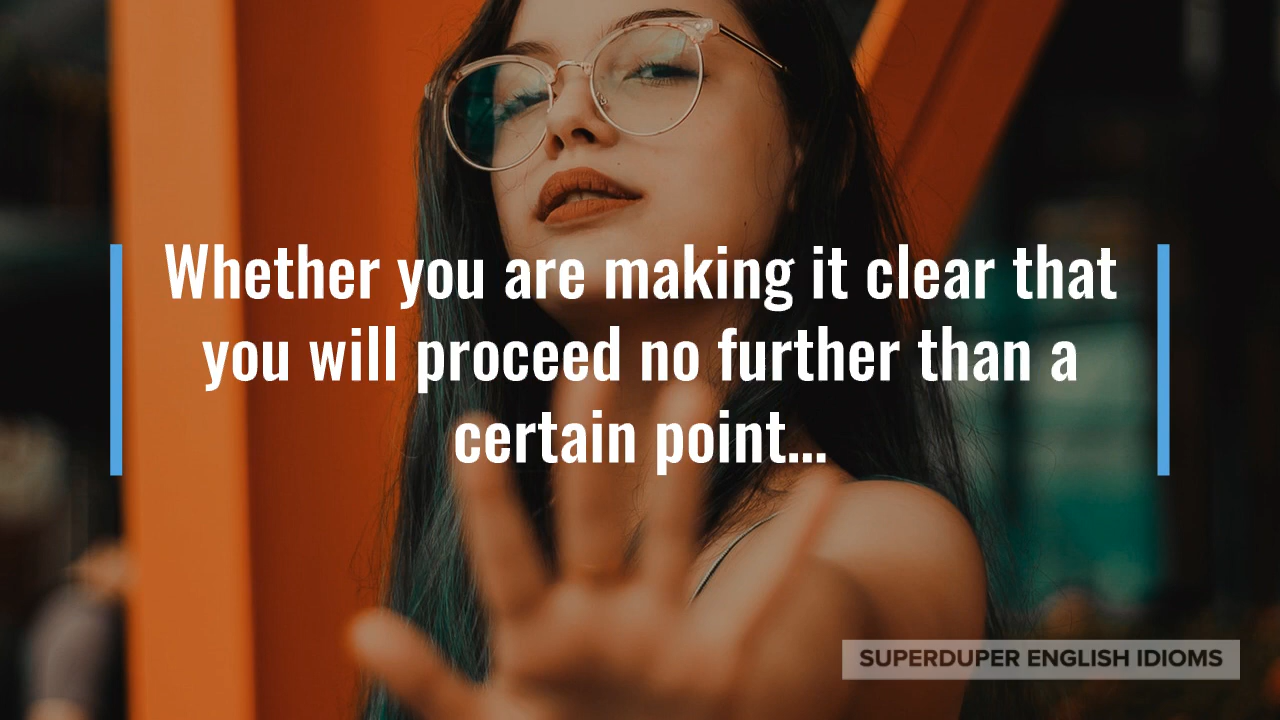 Whether you are making it clear that
you will proceed no further than a
certain point...
SUPERDUPER ENGLISH IDIOMS